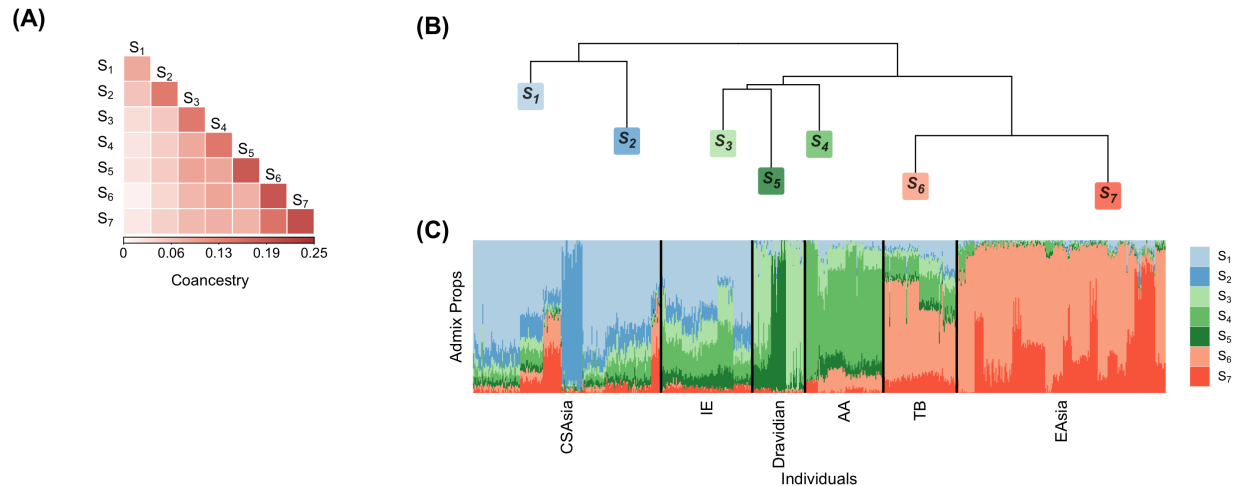 (A)
S1
S1 S2
S2 S3
S3 S4
S4 S5
S5 S6
S6 S7
S7
0 0.06 0.13 0.19 0.25
Coancestry
(B)
S1
S2
S3
S4
S5
S6
S7
(C)
Admix Props
CSAsia
IE
Dravidian
AA
TB
EAsia
Individuals
S1
S2
S3
S4
S5
S6
S7